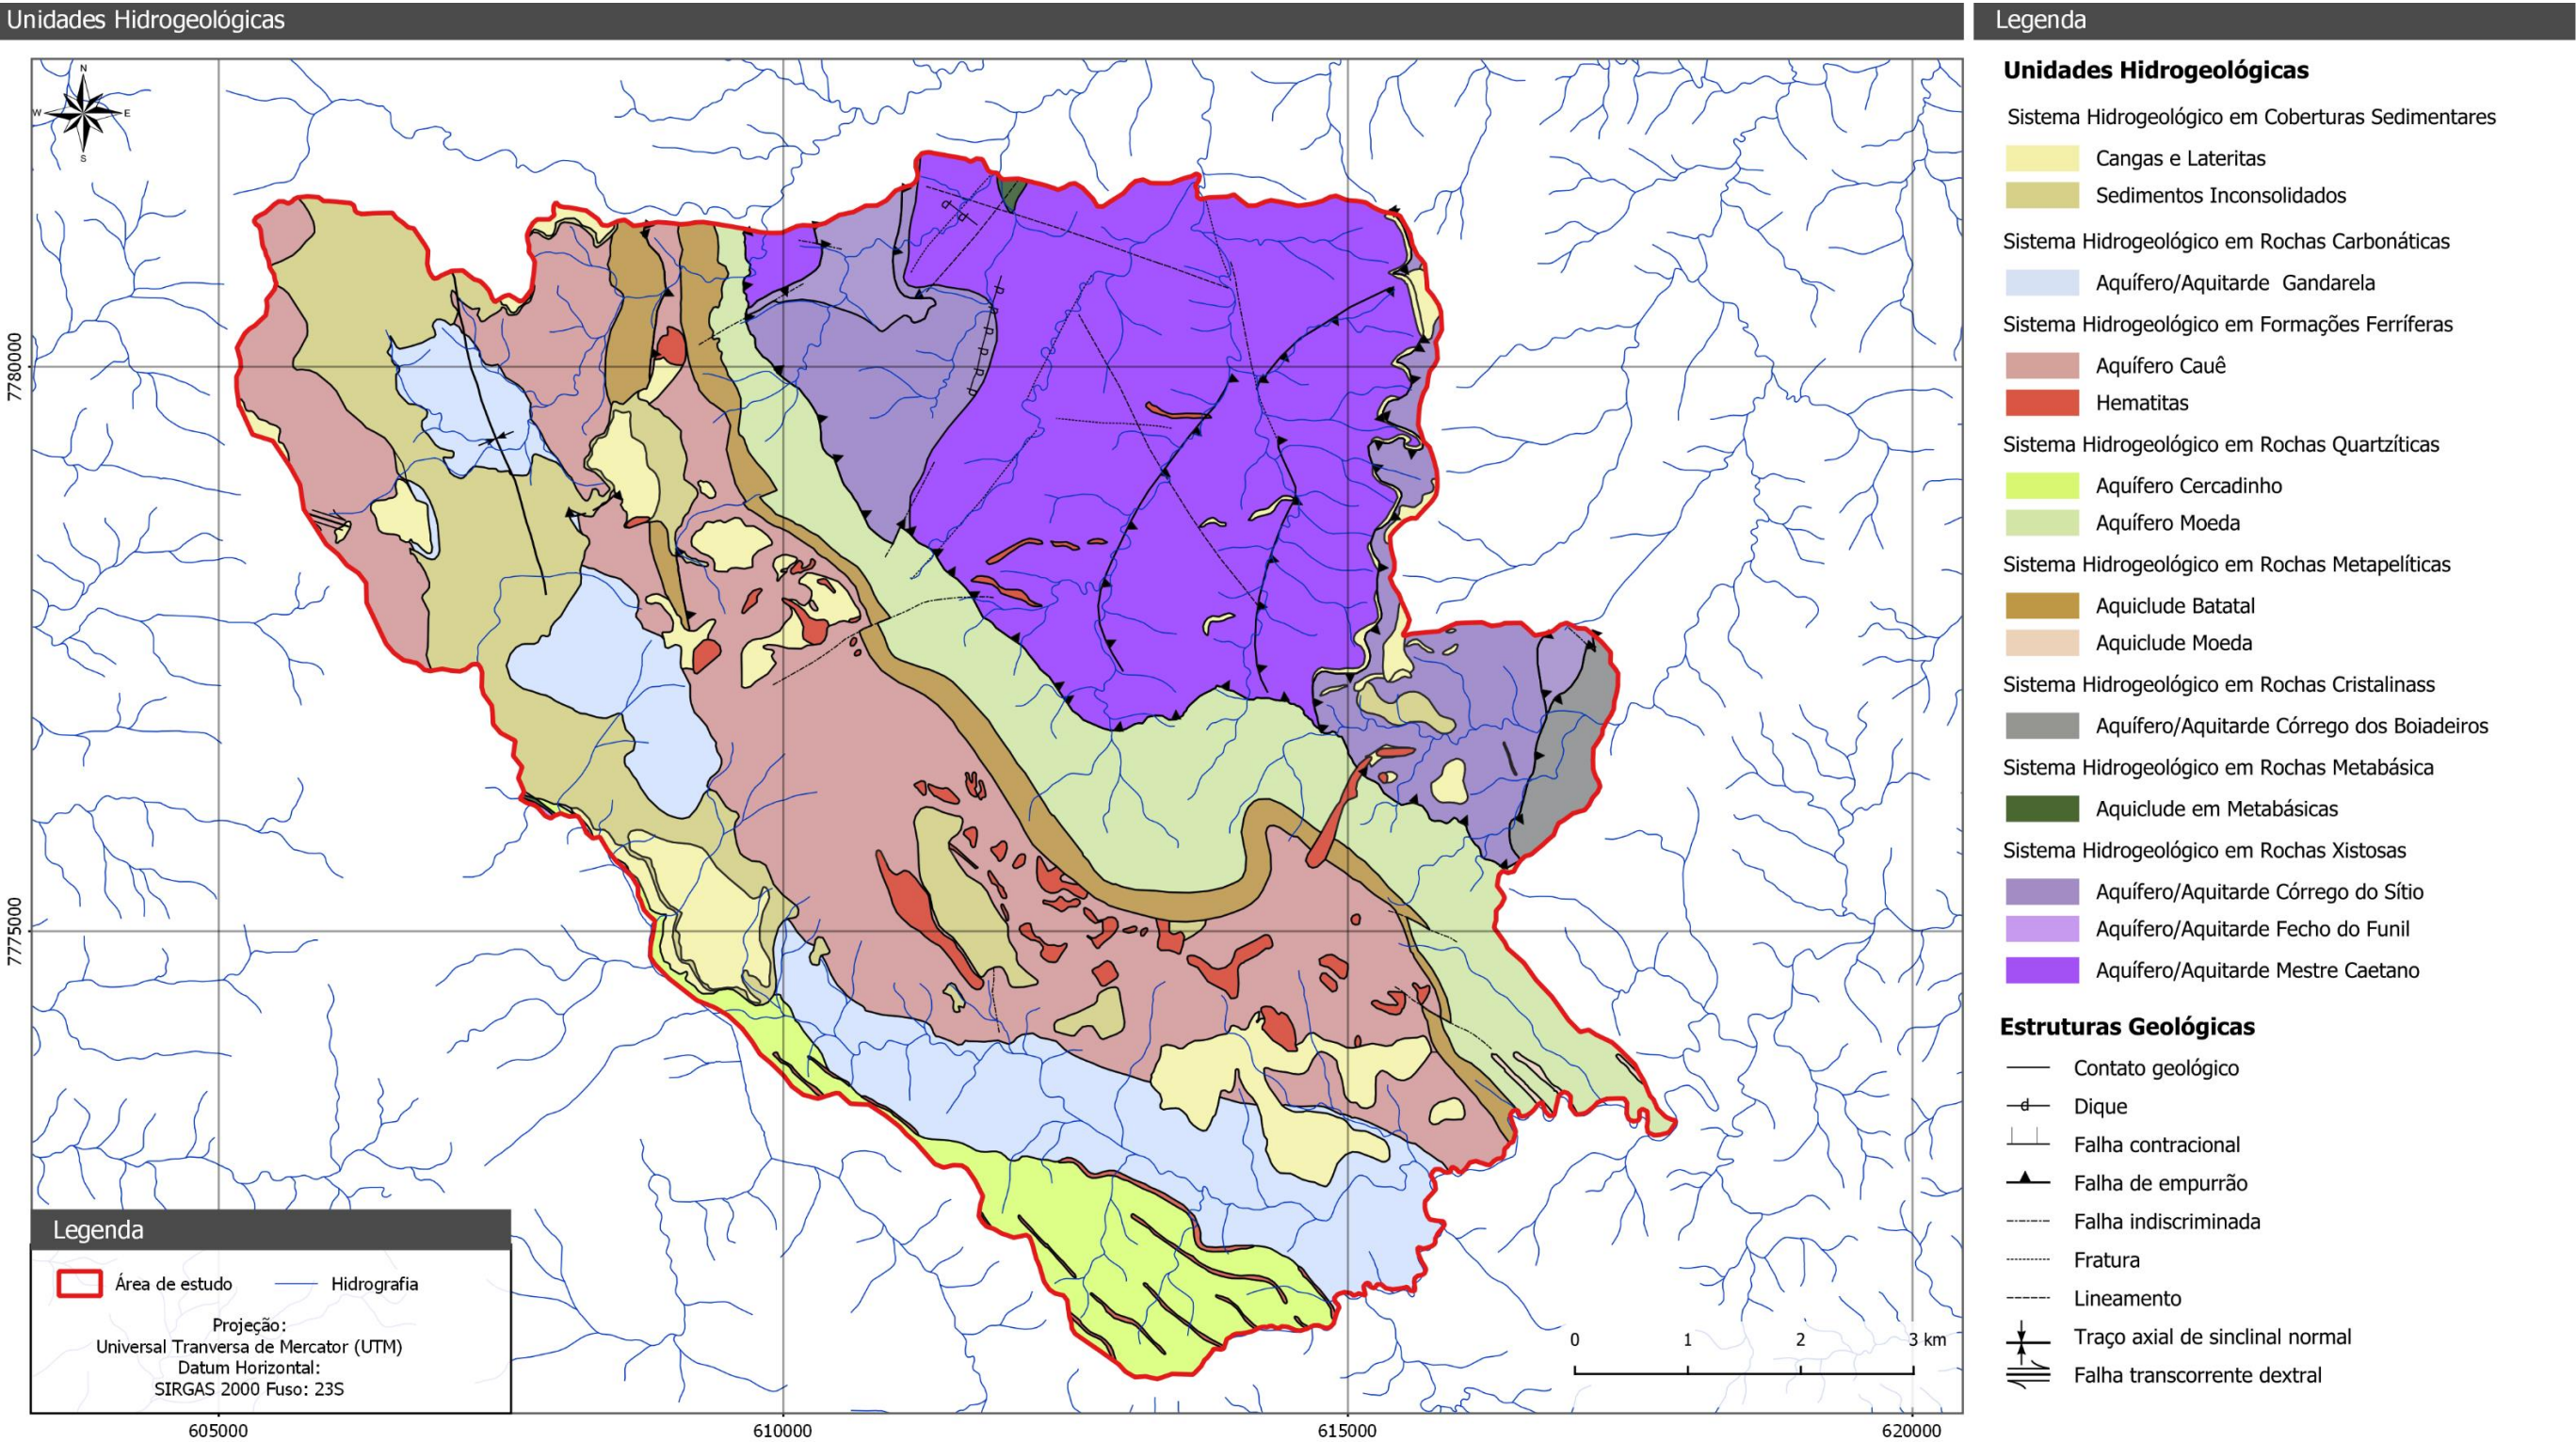 Unidades Hidrogeológicas
N
W
E
S
7780000
7775000
605000
610000
615000
620000
0
1
2
3 km
d
d
d
d
d
d
d
Legenda
Área de estudo
Hidrografia
Projeção:
Universal Tranversa de Mercator (UTM)
Datum Horizontal:
SIRGAS 2000 Fuso: 23S
Legenda
Unidades Hidrogeológicas
Sistema Hidrogeológico em Coberturas Sedimentares
Cangas e Lateritas
Sedimentos Inconsolidados
Sistema Hidrogeológico em Rochas Carbonáticas
Aquífero/Aquitarde Gandarela
Sistema Hidrogeológico em Formações Ferríferas
Aquífero Cauê
Hematitas
Sistema Hidrogeológico em Rochas Quartzíticas
Aquífero Cercadinho
Aquífero Moeda
Sistema Hidrogeológico em Rochas Metapelíticas
Aquiclude Batatal
Aquiclude Moeda
Sistema Hidrogeológico em Rochas Cristalinass
Aquífero/Aquitarde Córrego dos Boiadeiros
Sistema Hidrogeológico em Rochas Metabásica
Aquiclude em Metabásicas
Sistema Hidrogeológico em Rochas Xistosas
Aquífero/Aquitarde Córrego do Sítio
Aquífero/Aquitarde Fecho do Funil
Aquífero/Aquitarde Mestre Caetano
Estruturas Geológicas
Contato geológico
d Dique
Falha contracional
Falha de empurrão
Falha indiscriminada
Fratura
Lineamento
Traço axial de sinclinal normal
Falha transcorrente dextral